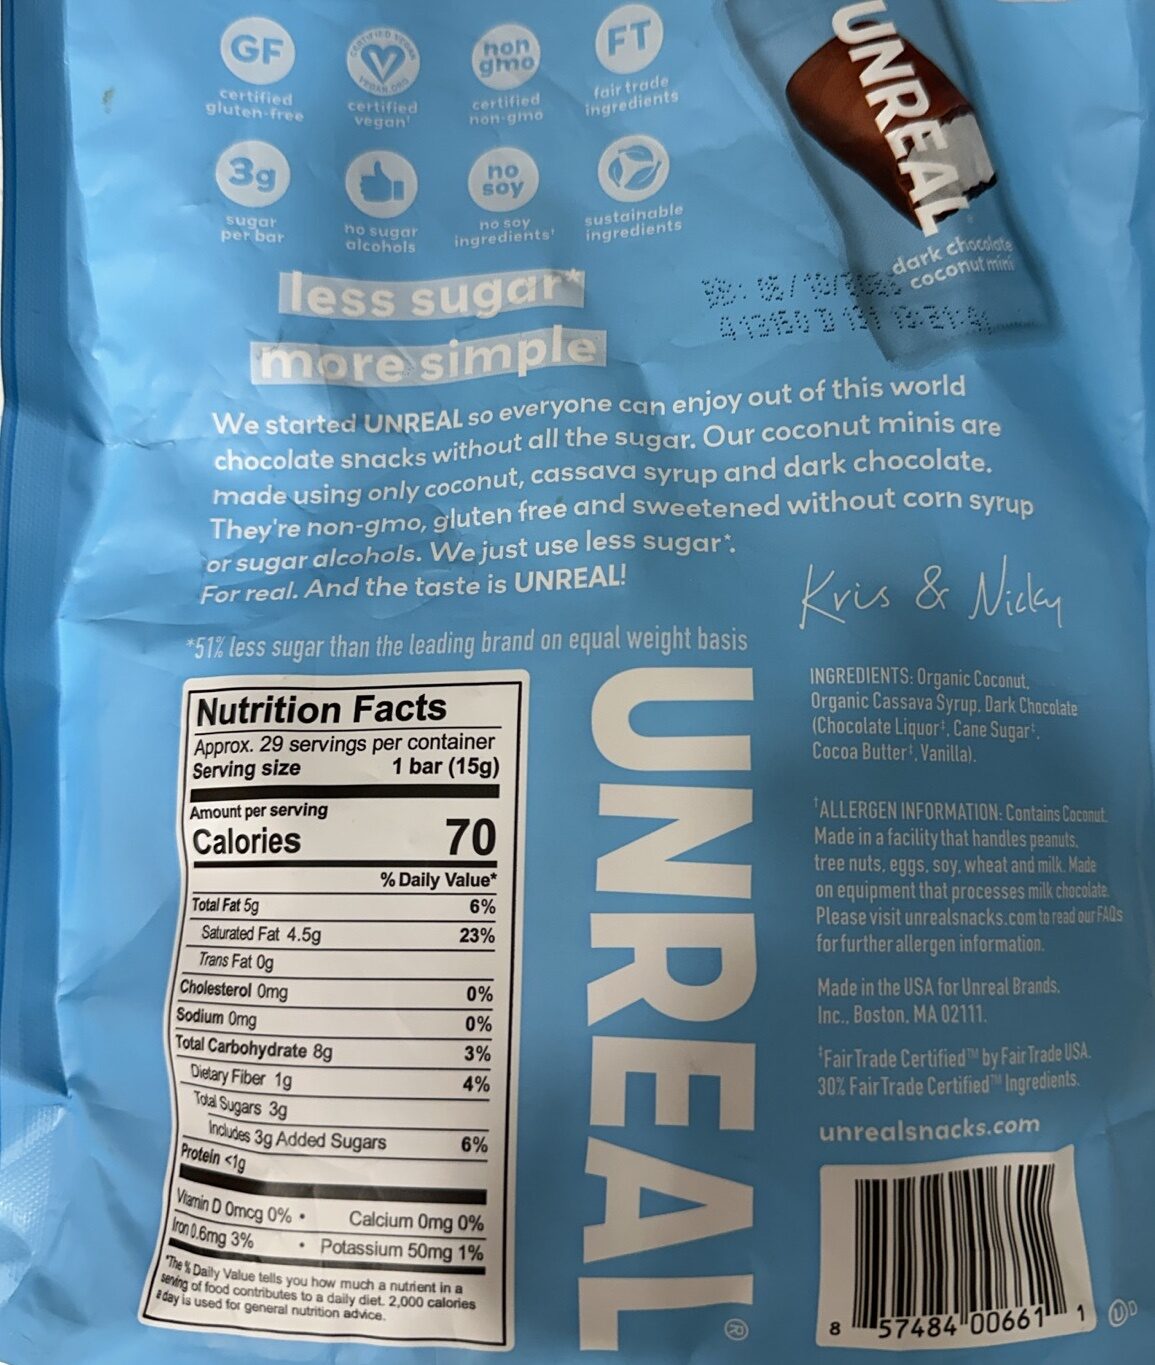 GF
certified
gluten-free
CERTIFIED VEGAN
V
VEGAN.ORG
certified
vegan†
non
gmo
certified
non-gmo
FT
fair trade
ingredients
3g
sugar
per bar
no sugar
alcohols
no
soy
no soy
ingredients†
sustainable
ingredients
UNREAL
dark chocolate
coconut mini
less sugar*
more simple
We started UNREAL so everyone can enjoy out of this world
chocolate snacks without all the sugar. Our coconut minis are
made using only coconut, cassava syrup and dark chocolate.
They're non-gmo, gluten free and sweetened without corn syrup
or sugar alcohols. We just use less sugar*.
For real. And the taste is UNREAL!
Kris & Nicky
*51% less sugar than the leading brand on equal weight basis
Nutrition Facts
Approx. 29 servings per container
Serving size 1 bar (15g)
Amount per serving
Calories 70
% Daily Value*
Total Fat 5g 6%
Saturated Fat 4.5g 23%
Trans Fat 0g
Cholesterol 0mg 0%
Sodium 0mg 0%
Total Carbohydrate 8g 3%
Dietary Fiber 1g 4%
Total Sugars 3g
Includes 3g Added Sugars 6%
Protein <1g
Vitamin D 0mcg 0% • Calcium 0mg 0%
Iron 0.6mg 3% • Potassium 50mg 1%
*The % Daily Value tells you how much a nutrient in a
serving of food contributes to a daily diet. 2,000 calories
a day is used for general nutrition advice.
UNREAL®
INGREDIENTS: Organic Coconut,
Organic Cassava Syrup, Dark Chocolate
(Chocolate Liquor‡, Cane Sugar‡,
Cocoa Butter‡, Vanilla).
†ALLERGEN INFORMATION: Contains Coconut.
Made in a facility that handles peanuts,
tree nuts, eggs, soy, wheat and milk. Made
on equipment that processes milk chocolate.
Please visit unrealsnacks.com to read our FAQs
for further allergen information.
Made in the USA for Unreal Brands,
Inc., Boston, MA 02111.
‡Fair Trade Certified™ by Fair Trade USA.
30% Fair Trade Certified™ Ingredients.
unrealsnacks.com
8 57484 00661 1
U D